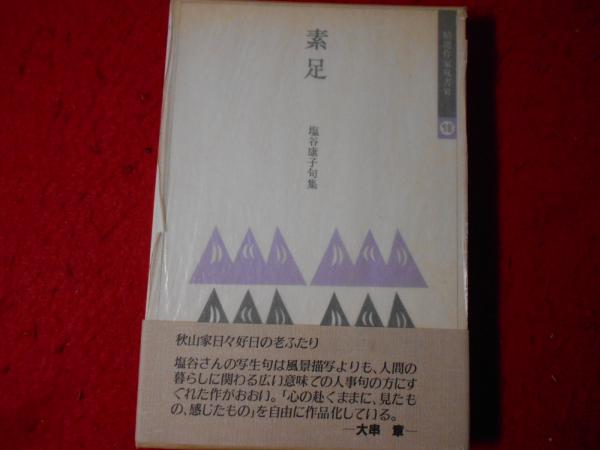 素足
塩谷康子句集
18
秋山家日々好日の老ふたり
塩谷さんの写生句は風景描写よりも、人間の
暮らしに関わる広い意味での人事句の方にす
ぐれた作がおおい。「心の赴くままに、見たも
の、感じたもの」を自由に作品化している。
―大串 章―